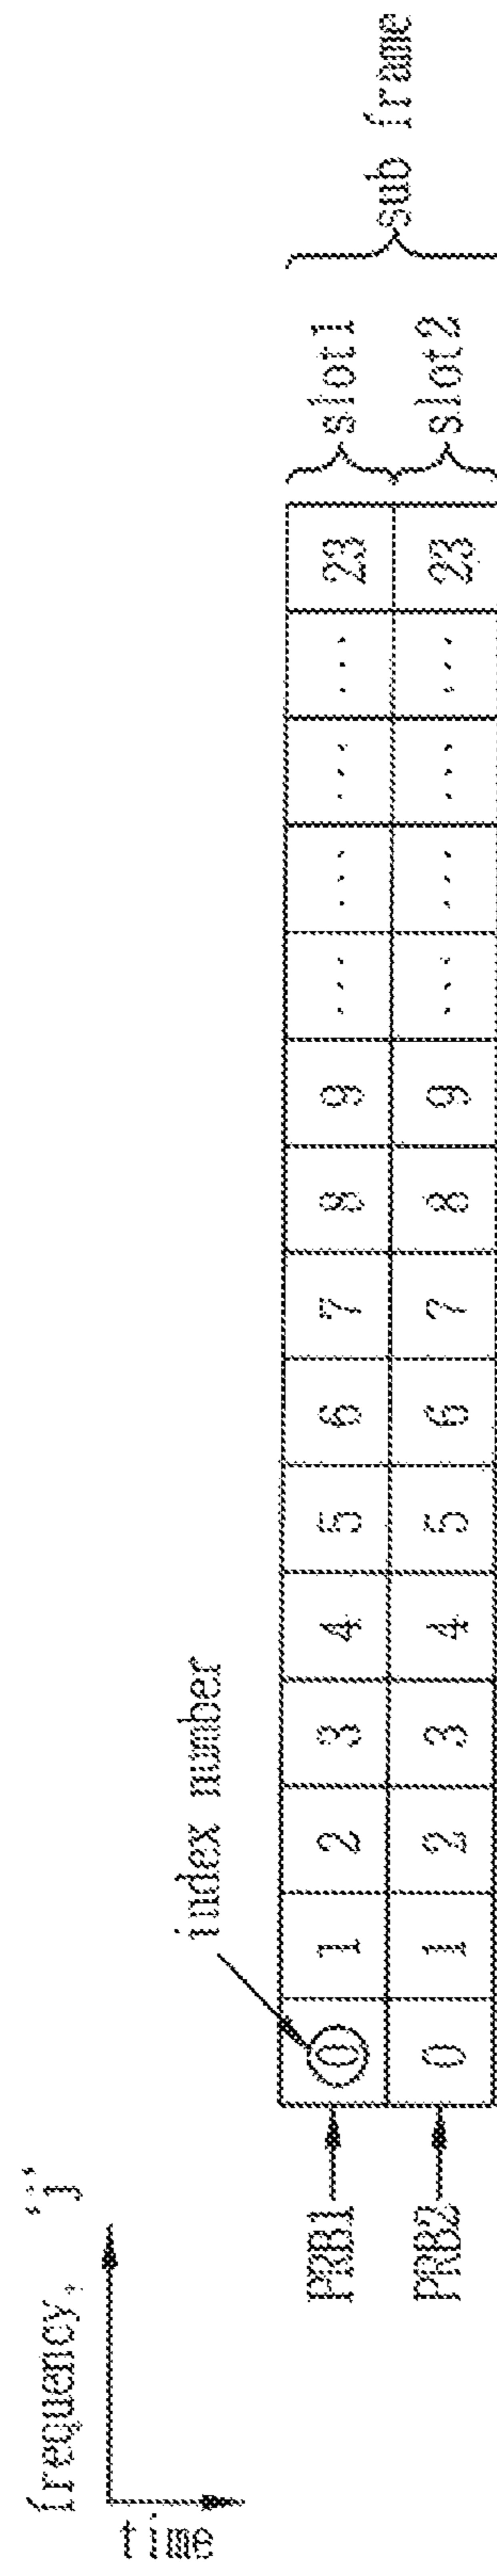 frequency, 'j'
time
index number
PRB1
0 1 2 3 4 5 6 7 8 9 ... ... ... ... 23
slot1
PRB2
0 1 2 3 4 5 6 7 8 9 ... ... ... ... 23
slot2
sub frame